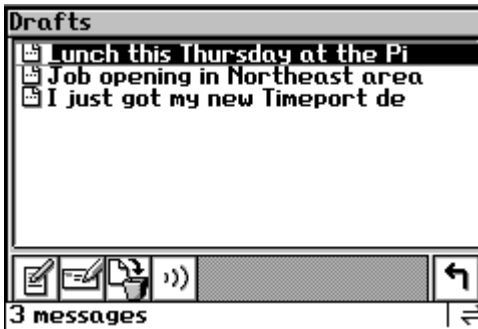 Drafts
Lunch this Thursday at the Pi
Job opening in Northeast area
I just got my new Timeport de
3 messages